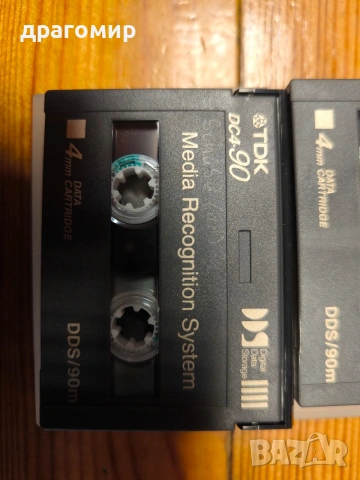 драгомир
TDK
DC4-90
Media Recognition System
DDS
Digital
Data
Storage
4mm
DATA
CARTRIDGE
DDS/90m
4mm
DATA
CARTRIDGE
DDS/90m
BAZAR